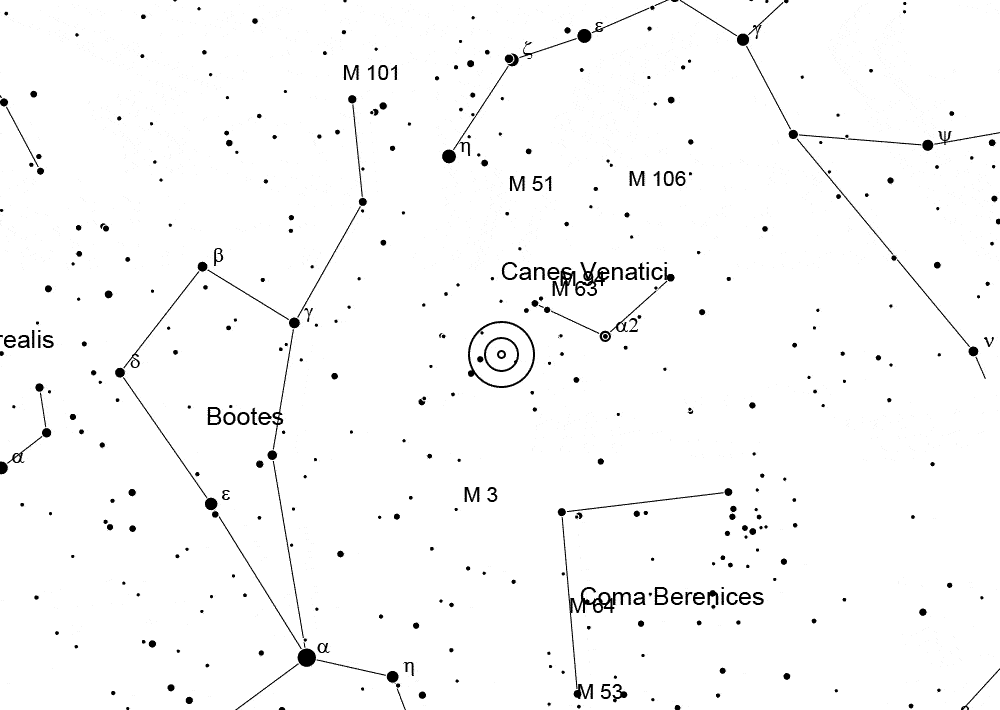 ε
ζ
γ
M 101
ψ
η
M 51
M 106
β
Canes Venatici
M 94
M 63
γ
α2
ν
realis
δ
Bootes
α
ε
M 3
Coma Berenices
M 64
α
η
M 53